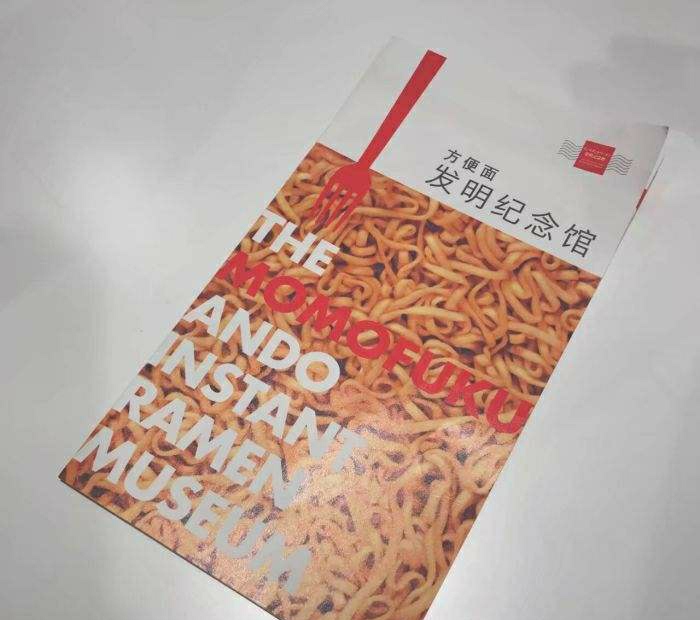 方便面
发明纪念馆
THE
MOMOFUKU
ANDO
INSTANT
RAMEN
MUSEUM